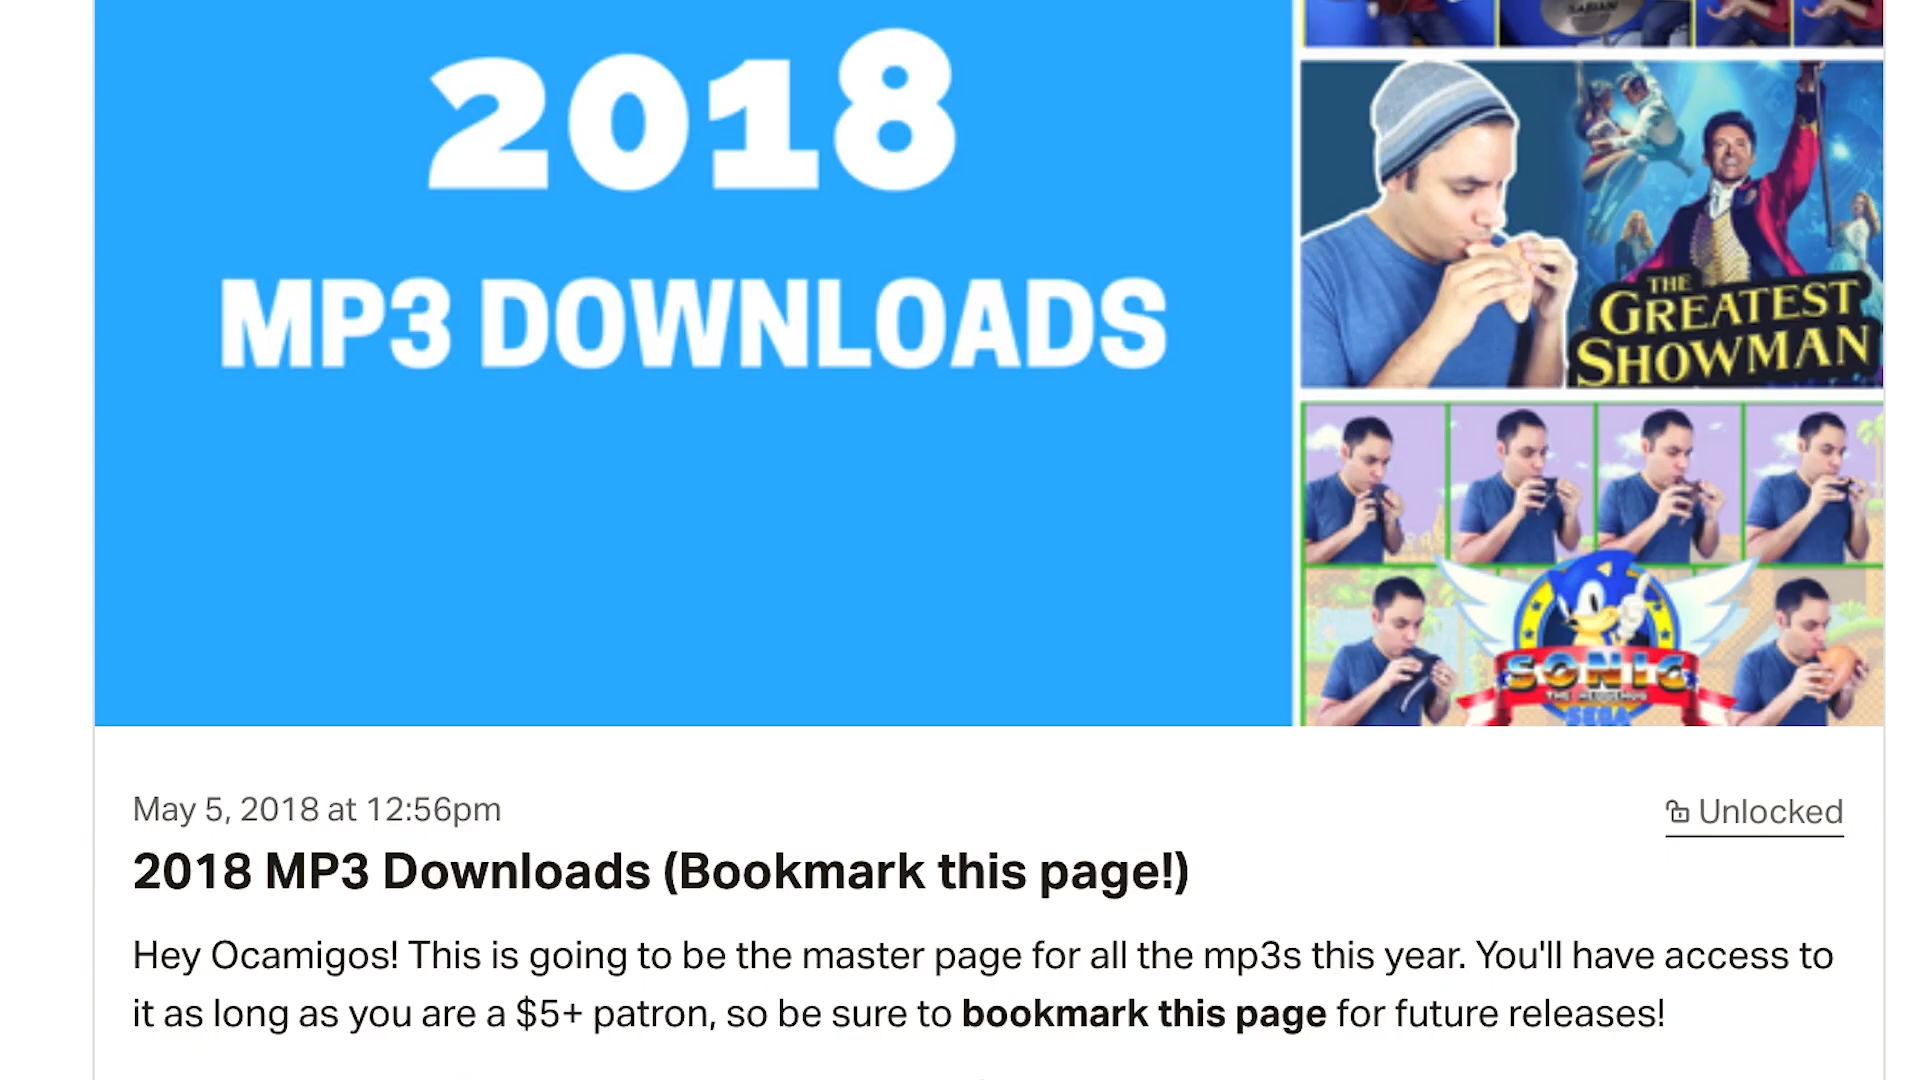 2018
MP3 DOWNLOADS
SABIAN
THE
GREATEST
SHOWMAN
SONIC
THE HEDGEHOG
SEGA
May 5, 2018 at 12:56pm
Unlocked
2018 MP3 Downloads (Bookmark this page!)
Hey Ocamigos! This is going to be the master page for all the mp3s this year. You'll have access to
it as long as you are a $5+ patron, so be sure to bookmark this page for future releases!